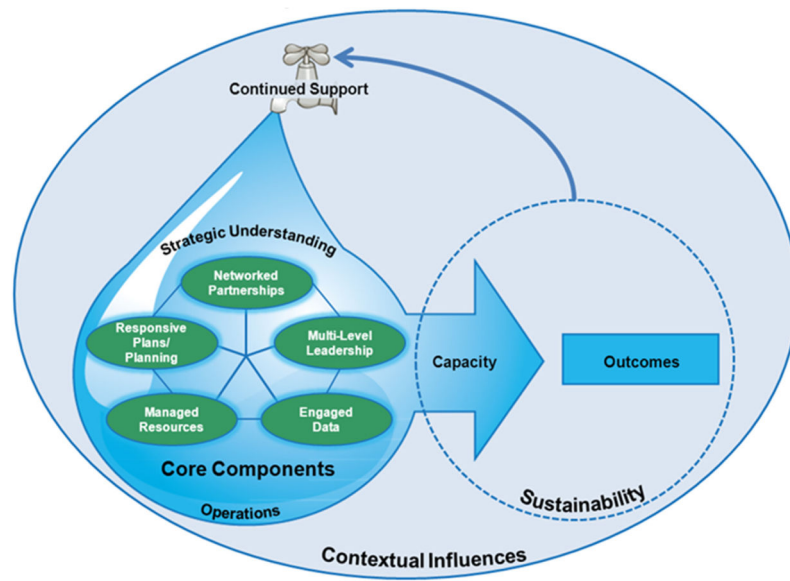 Continued Support
Strategic Understanding
Networked
Partnerships
Responsive
Plans/
Planning
Multi-Level
Leadership
Managed
Resources
Engaged
Data
Core Components
Operations
Capacity
Outcomes
Sustainability
Contextual Influences